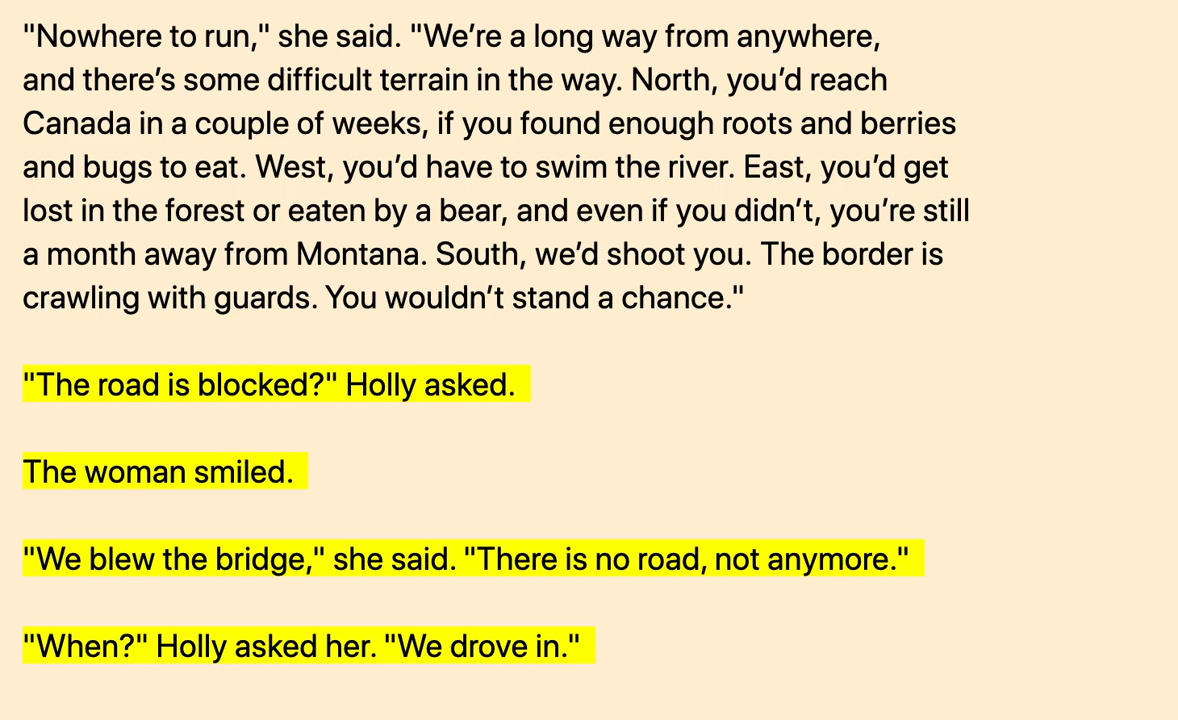 "Nowhere to run," she said. "We’re a long way from anywhere,
and there’s some difficult terrain in the way. North, you’d reach
Canada in a couple of weeks, if you found enough roots and berries
and bugs to eat. West, you’d have to swim the river. East, you’d get
lost in the forest or eaten by a bear, and even if you didn’t, you’re still
a month away from Montana. South, we’d shoot you. The border is
crawling with guards. You wouldn’t stand a chance."
"The road is blocked?" Holly asked.
The woman smiled.
"We blew the bridge," she said. "There is no road, not anymore."
"When?" Holly asked her. "We drove in."